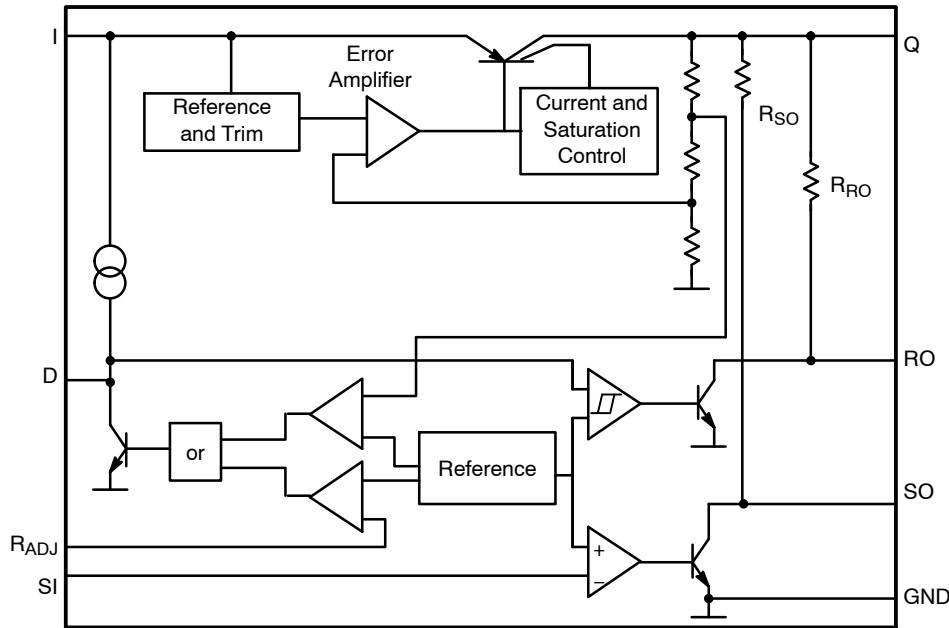 I
Q
Error
Amplifier
Reference
and Trim
Current and
Saturation
Control
RSO
RRO
D
RO
or
Reference
SO
RADJ
SI
+
−
GND